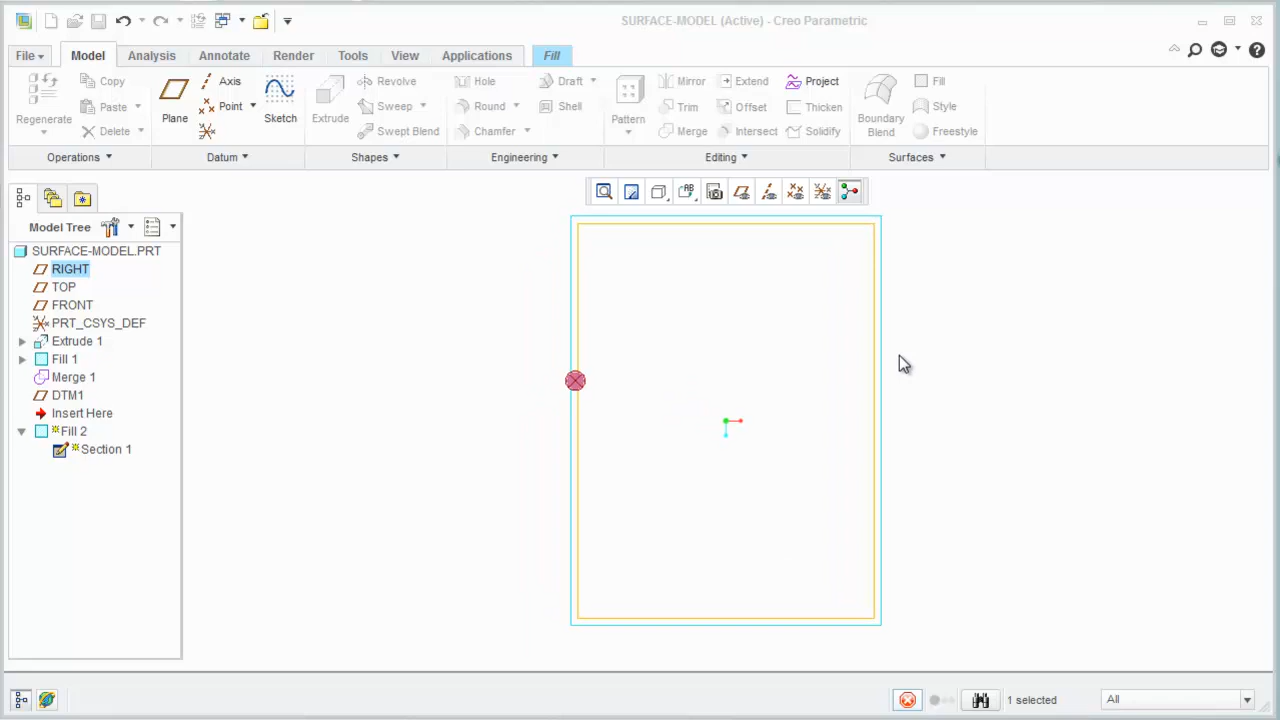 SURFACE-MODEL (Active) - Creo Parametric
File Model Analysis Annotate Render Tools View Applications Fill
Regenerate Copy Paste Delete
Plane Axis Point Sketch
Extrude Revolve Sweep Swept Blend
Hole Draft Round Shell Chamfer
Pattern Mirror Extend Project Trim Offset Thicken Merge Intersect Solidify
Boundary Blend Fill Style Freestyle
Operations Datum Shapes Engineering Editing Surfaces
Model Tree
SURFACE-MODEL.PRT
RIGHT
TOP
FRONT
PRT_CSYS_DEF
Extrude 1
Fill 1
Merge 1
DTM1
Insert Here
Fill 2
Section 1
1 selected All